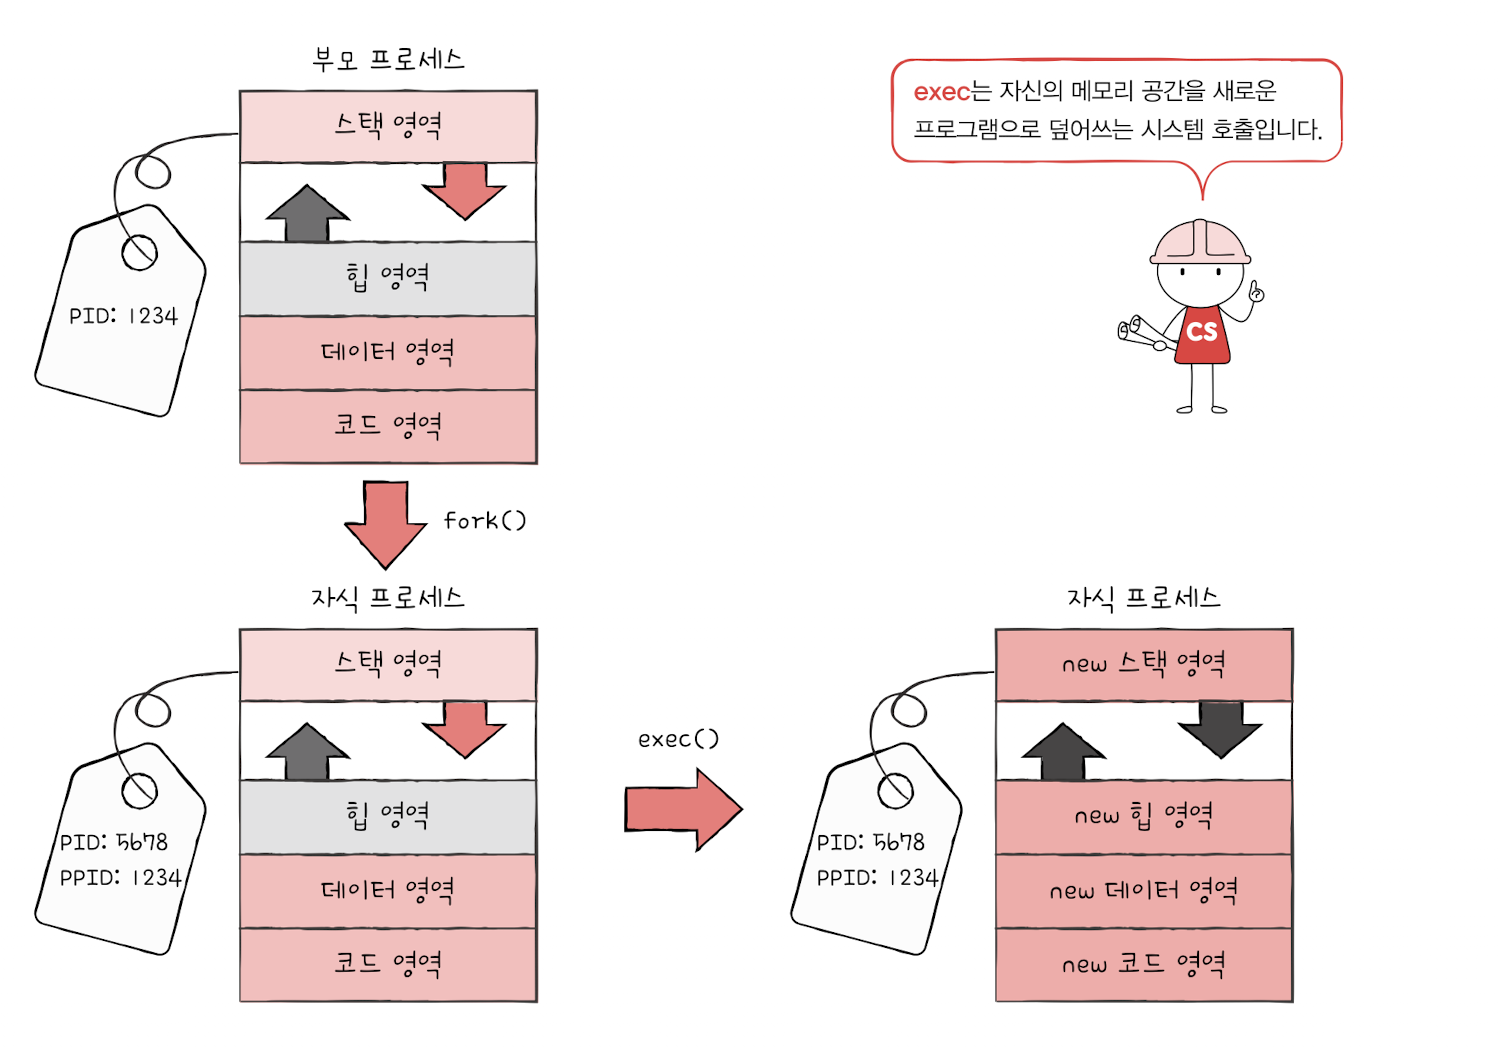 부모 프로세스
스택 영역
힙 영역
데이터 영역
코드 영역
PID: 1234
exec는 자신의 메모리 공간을 새로운
프로그램으로 덮어쓰는 시스템 호출입니다.
CS
fork()
자식 프로세스
스택 영역
힙 영역
데이터 영역
코드 영역
PID: 5678
PPID: 1234
exec()
자식 프로세스
new 스택 영역
new 힙 영역
new 데이터 영역
new 코드 영역
PID: 5678
PPID: 1234